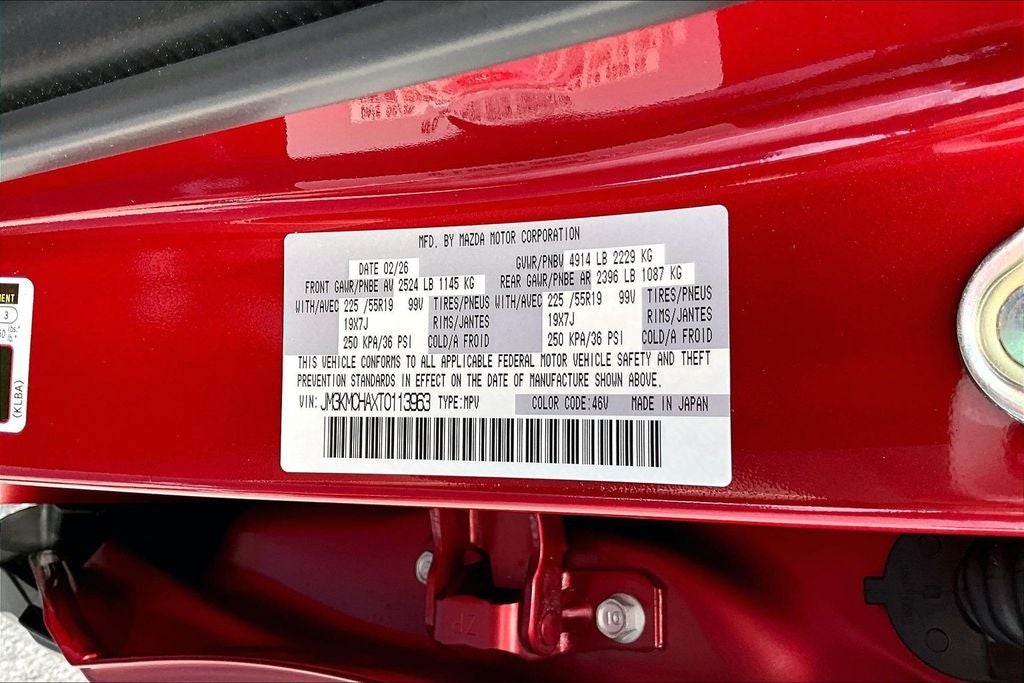 MFD. BY MAZDA MOTOR CORPORATION
DATE 02/26 GVWR/PNBV 4914 LB 2229 KG
FRONT GAWR/PNBE AV 2524 LB 1145 KG REAR GAWR/PNBE AR 2396 LB 1087 KG
WITH/AVEC 225 /55R19 99V TIRES/PNEUS WITH/AVEC 225 /55R19 99V TIRES/PNEUS
19X7J RIMS/JANTES 19X7J RIMS/JANTES
250 KPA/36 PSI COLD/A FROID 250 KPA/36 PSI COLD/A FROID
THIS VEHICLE CONFORMS TO ALL APPLICABLE FEDERAL MOTOR VEHICLE SAFETY AND THEFT
PREVENTION STANDARDS IN EFFECT ON THE DATE OF MANUFACTURE SHOWN ABOVE.
VIN: JM3KMCHAXT0113963 TYPE:MPV COLOR CODE:46V MADE IN JAPAN
3
(KLBA)